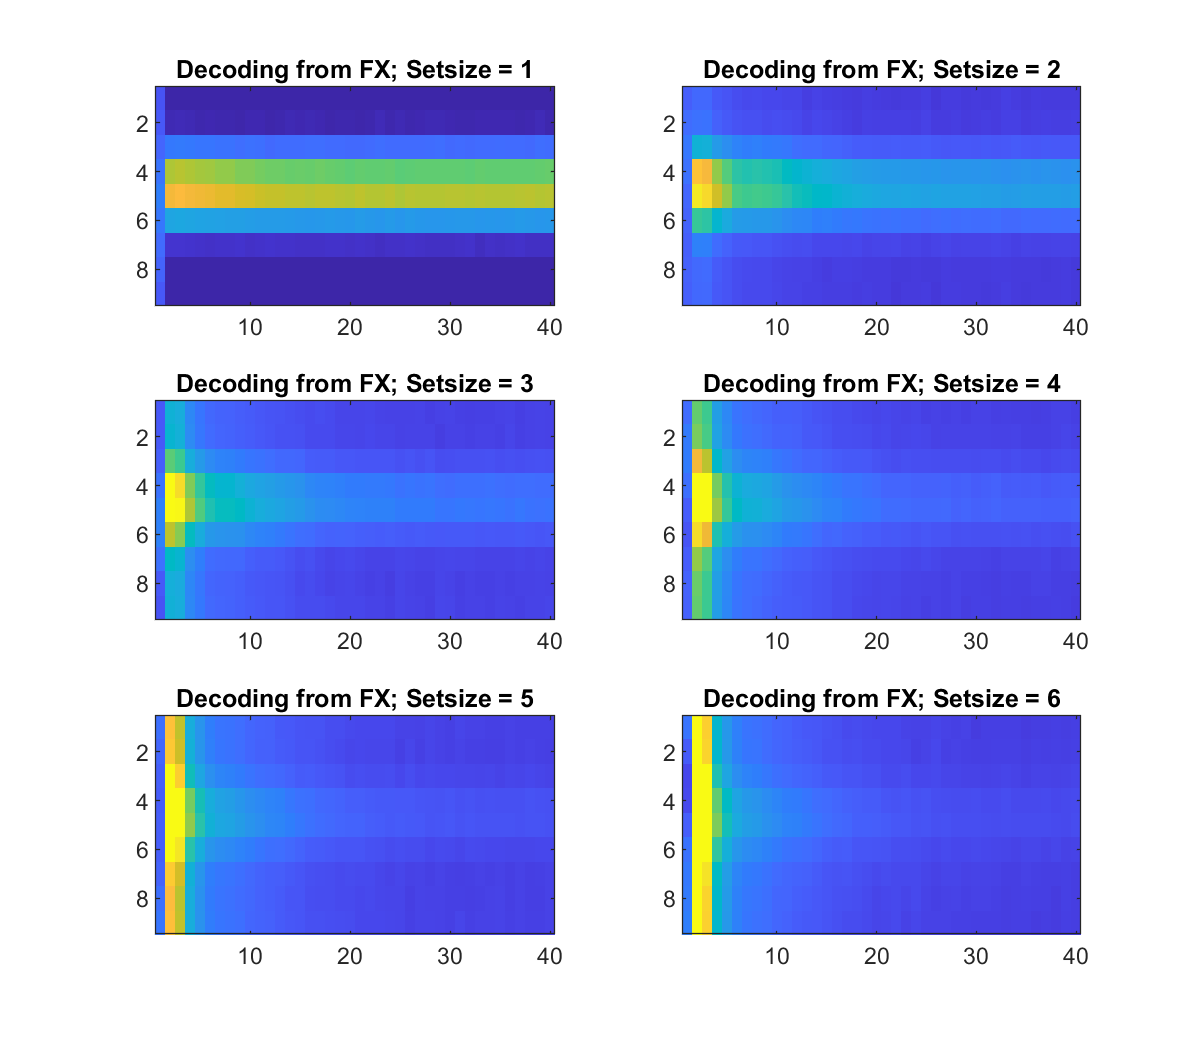 Decoding from FX; Setsize = 1
2
4
6
8
10 20 30 40
Decoding from FX; Setsize = 2
2
4
6
8
10 20 30 40
Decoding from FX; Setsize = 3
2
4
6
8
10 20 30 40
Decoding from FX; Setsize = 4
2
4
6
8
10 20 30 40
Decoding from FX; Setsize = 5
2
4
6
8
10 20 30 40
Decoding from FX; Setsize = 6
2
4
6
8
10 20 30 40